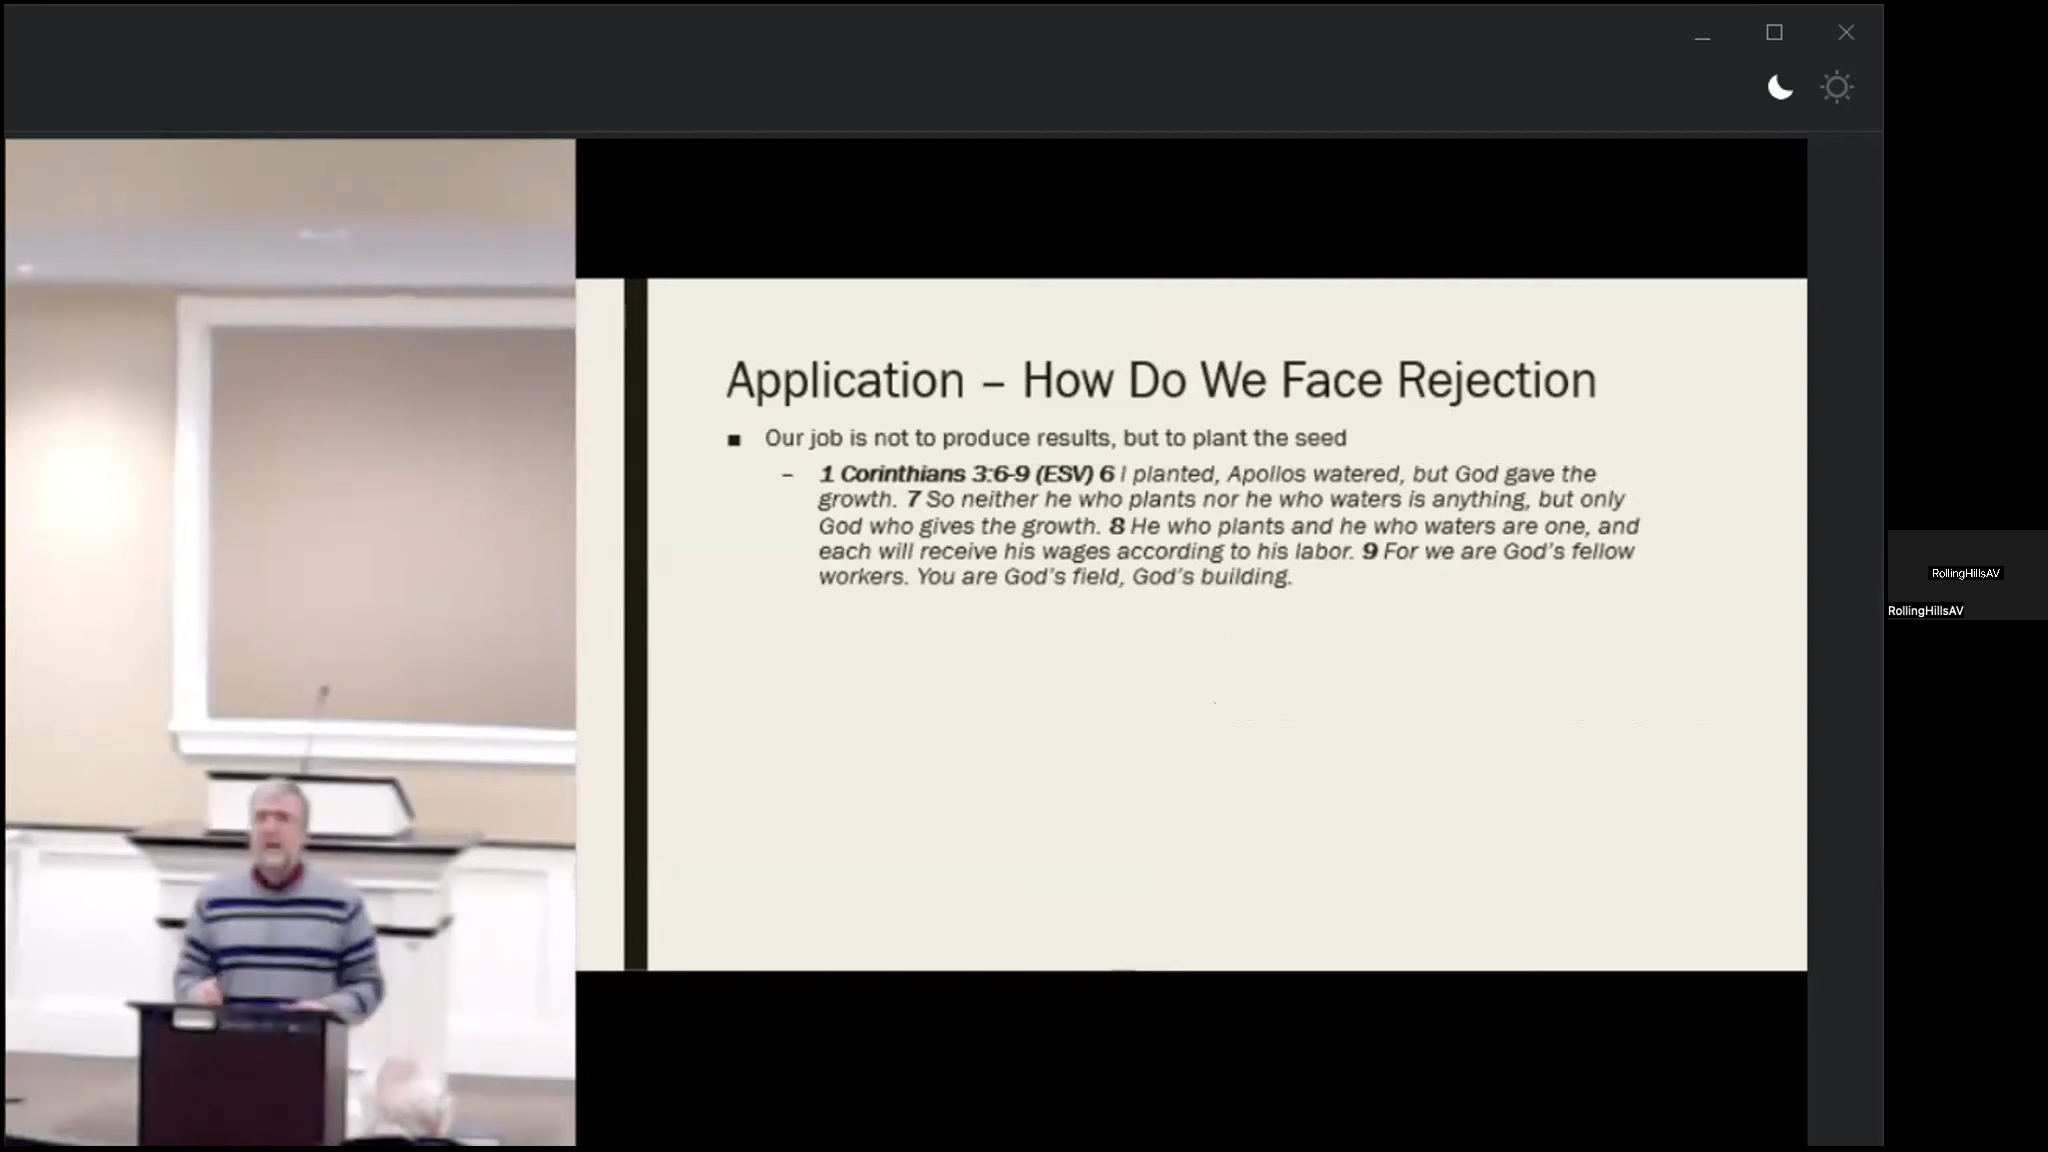 Application – How Do We Face Rejection
■ Our job is not to produce results, but to plant the seed
– 1 Corinthians 3:6-9 (ESV) 6 I planted, Apollos watered, but God gave the
growth. 7 So neither he who plants nor he who waters is anything, but only
God who gives the growth. 8 He who plants and he who waters are one, and
each will receive his wages according to his labor. 9 For we are God's fellow
workers. You are God's field, God's building.
RollingHillsAV
RollingHillsAV